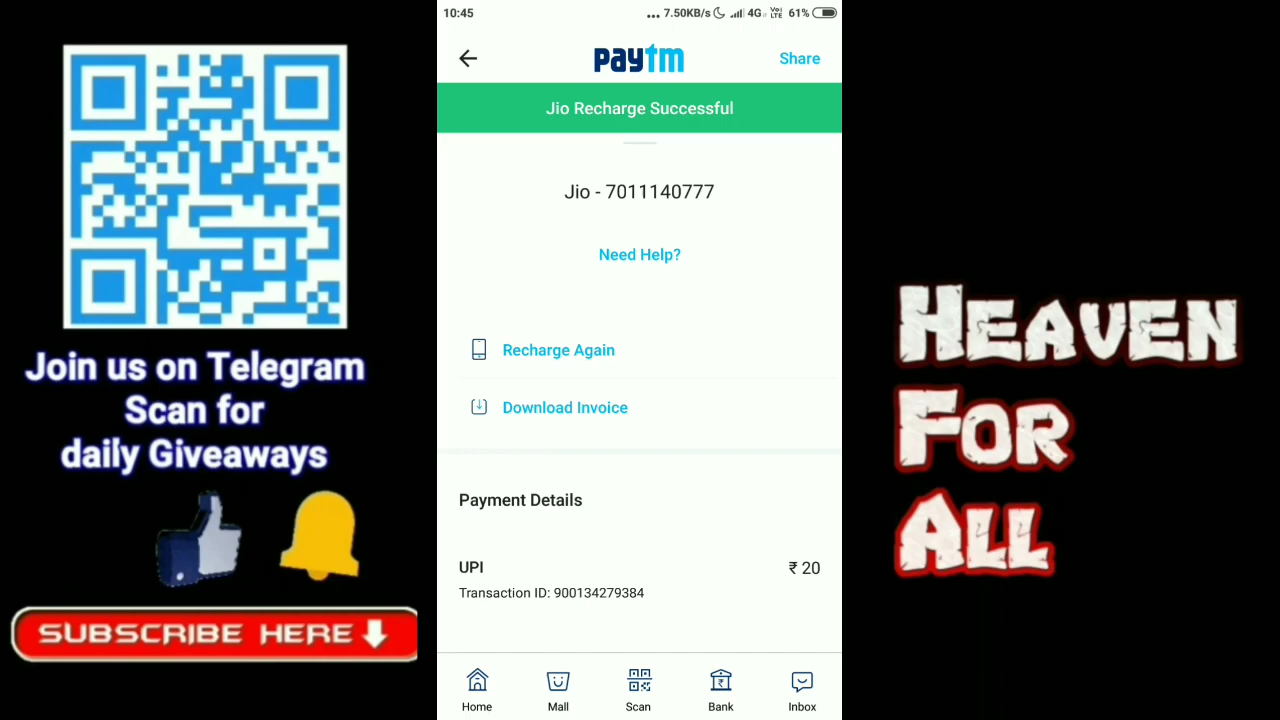 Join us on Telegram
Scan for
daily Giveaways
SUBSCRIBE HERE
10:45
7.50KB/s
4G
Vo)
LTE
61%
paytm
Share
Jio Recharge Successful
Jio - 7011140777
Need Help?
Recharge Again
Download Invoice
Payment Details
UPI
₹ 20
Transaction ID: 900134279384
Home
Mall
Scan
Bank
Inbox
HEAVEN
FOR
ALL